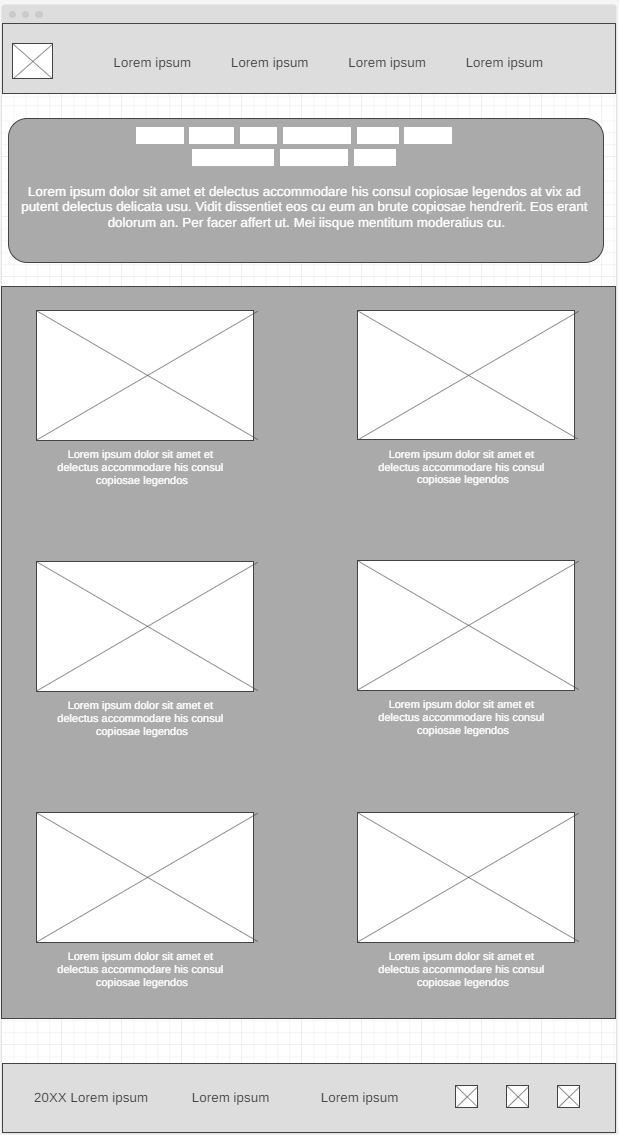 Lorem ipsum Lorem ipsum Lorem ipsum Lorem ipsum
Lorem ipsum dolor sit amet et delectus accommodare his consul copiosae legendos at vix ad
putent delectus delicata usu. Vidit dissentiet eos cu eum an brute copiosae hendrerit. Eos erant
dolorum an. Per facer affert ut. Mei iisque mentitum moderatius cu.
Lorem ipsum dolor sit amet et
delectus accommodare his consul
copiosae legendos
Lorem ipsum dolor sit amet et
delectus accommodare his consul
copiosae legendos
Lorem ipsum dolor sit amet et
delectus accommodare his consul
copiosae legendos
Lorem ipsum dolor sit amet et
delectus accommodare his consul
copiosae legendos
Lorem ipsum dolor sit amet et
delectus accommodare his consul
copiosae legendos
Lorem ipsum dolor sit amet et
delectus accommodare his consul
copiosae legendos
20XX Lorem ipsum Lorem ipsum Lorem ipsum